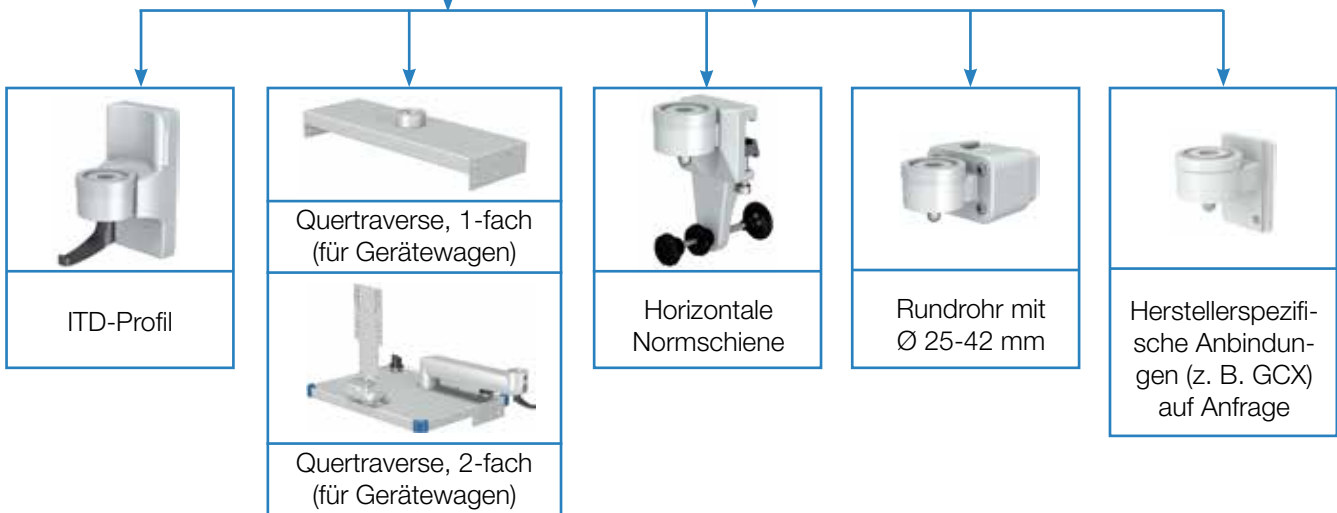 ITD-Profil
Quertraverse, 1-fach
(für Gerätewagen)
Quertraverse, 2-fach
(für Gerätewagen)
Horizontale
Normschiene
Rundrohr mit
Ø 25-42 mm
Herstellerspezifi-
sche Anbindun-
gen (z. B. GCX)
auf Anfrage